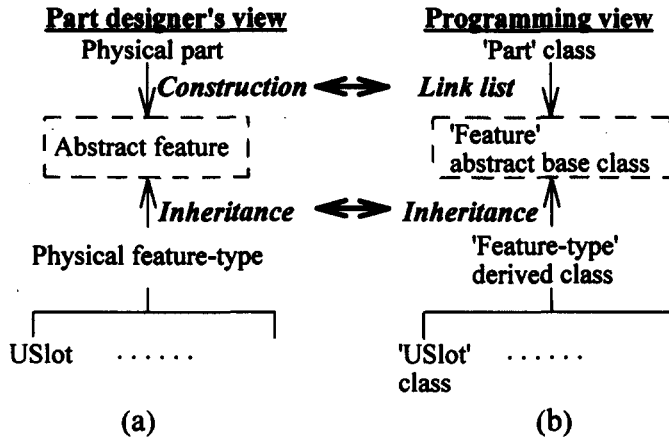 Part designer's view
Programming view
Physical part
'Part' class
Construction
Link list
Abstract feature
'Feature'
abstract base class
Inheritance
Inheritance
Physical feature-type
'Feature-type'
derived class
USlot
......
'USlot'
class
......
(a)
(b)